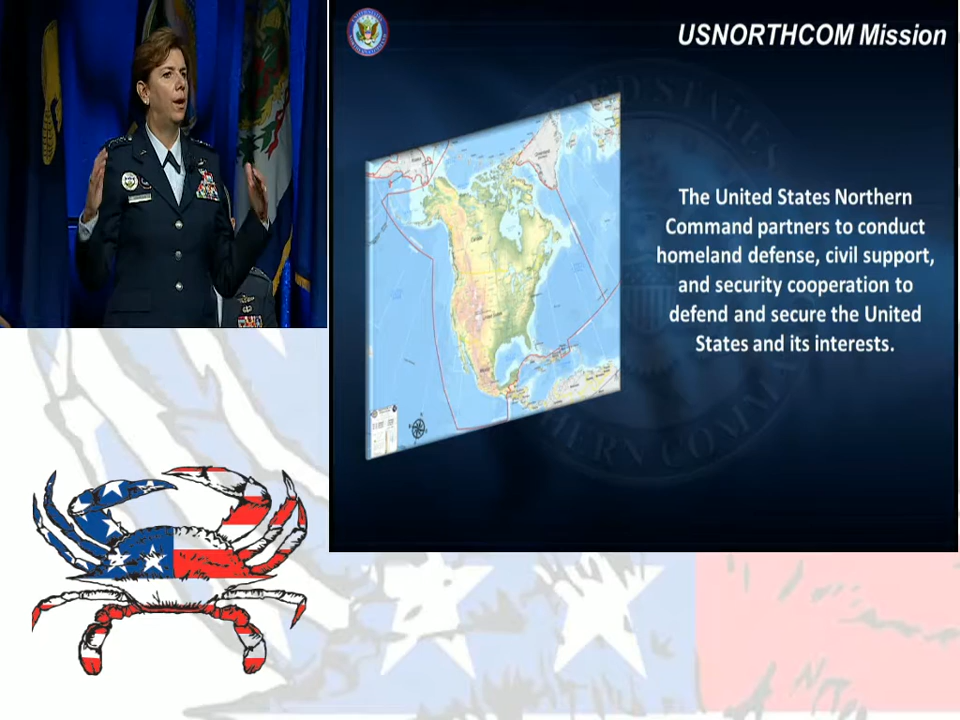 USNORTHCOM Mission
The United States Northern
Command partners to conduct
homeland defense, civil support,
and security cooperation to
defend and secure the United
States and its interests.